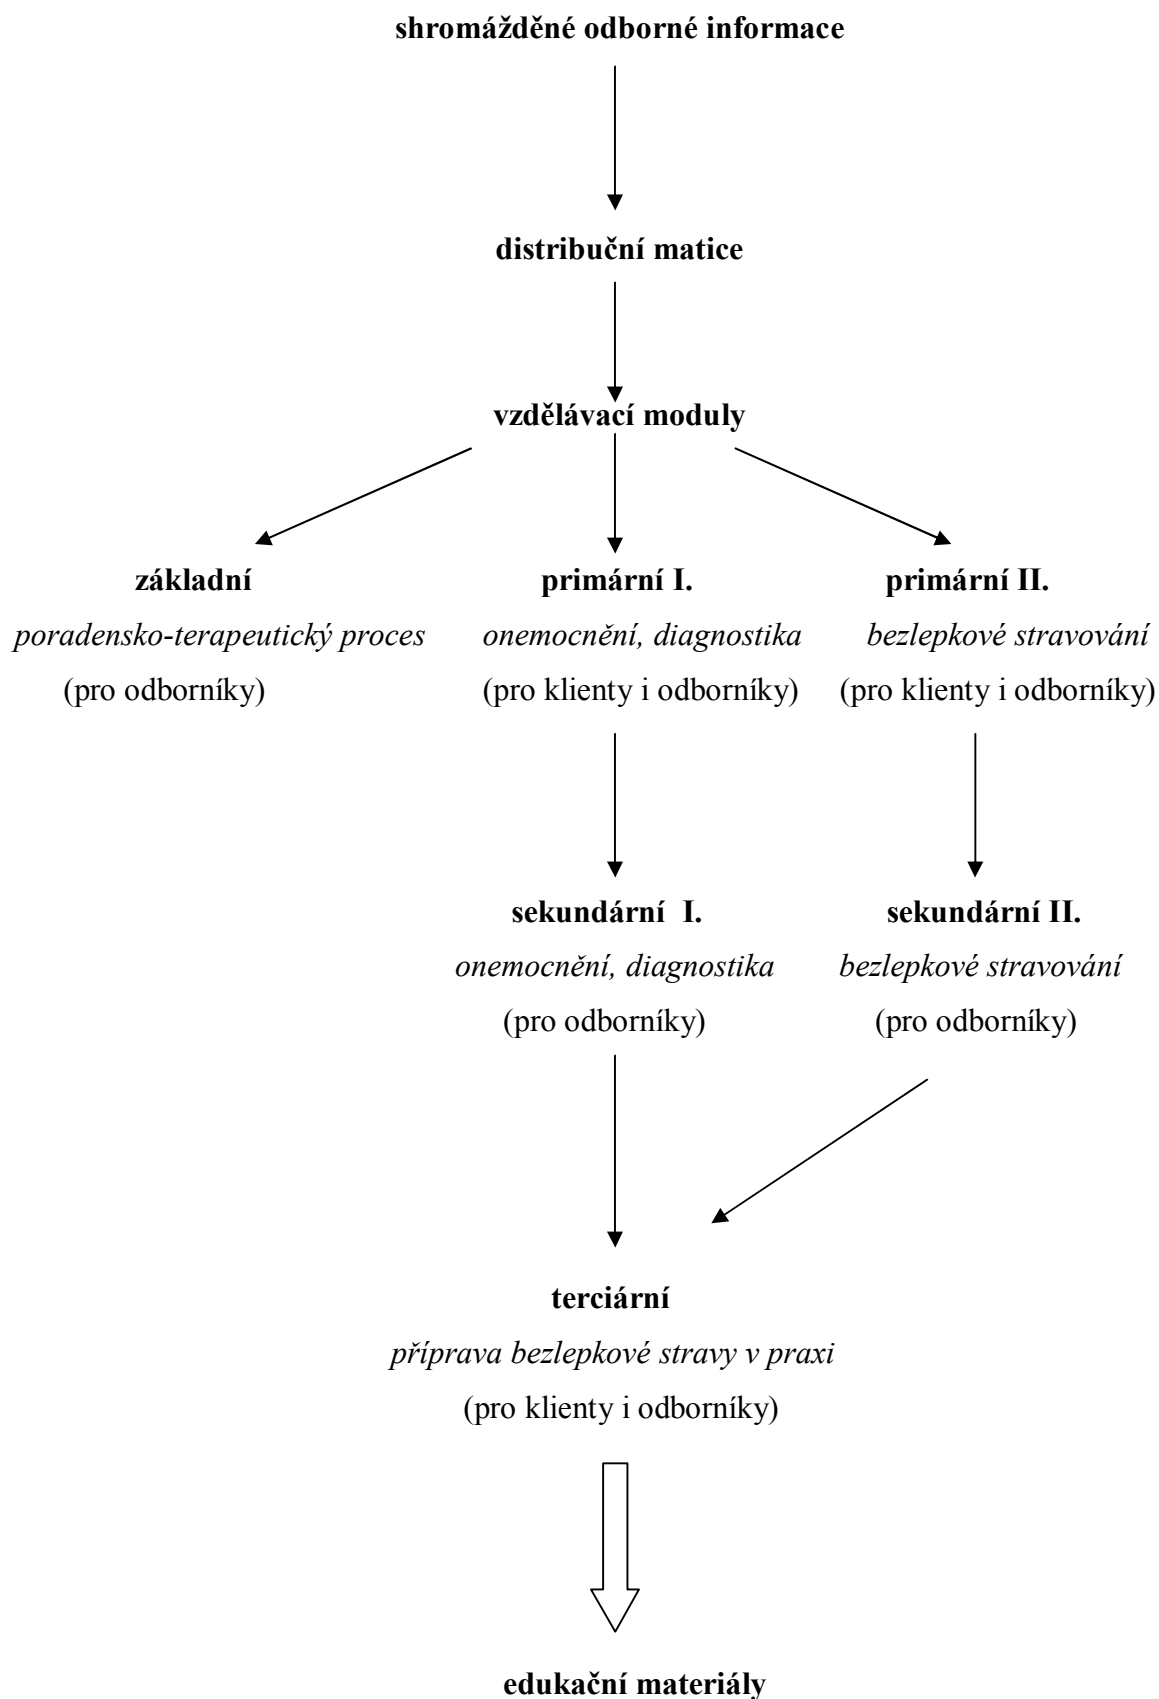 shromážděné odborné informace
distribuční matice
vzdělávací moduly
základní
poradensko-terapeutický proces
(pro odborníky)
primární I.
onemocnění, diagnostika
(pro klienty i odborníky)
primární II.
bezlepkové stravování
(pro klienty i odborníky)
sekundární I.
onemocnění, diagnostika
(pro odborníky)
sekundární II.
bezlepkové stravování
(pro odborníky)
terciární
příprava bezlepkové stravy v praxi
(pro klienty i odborníky)
edukační materiály